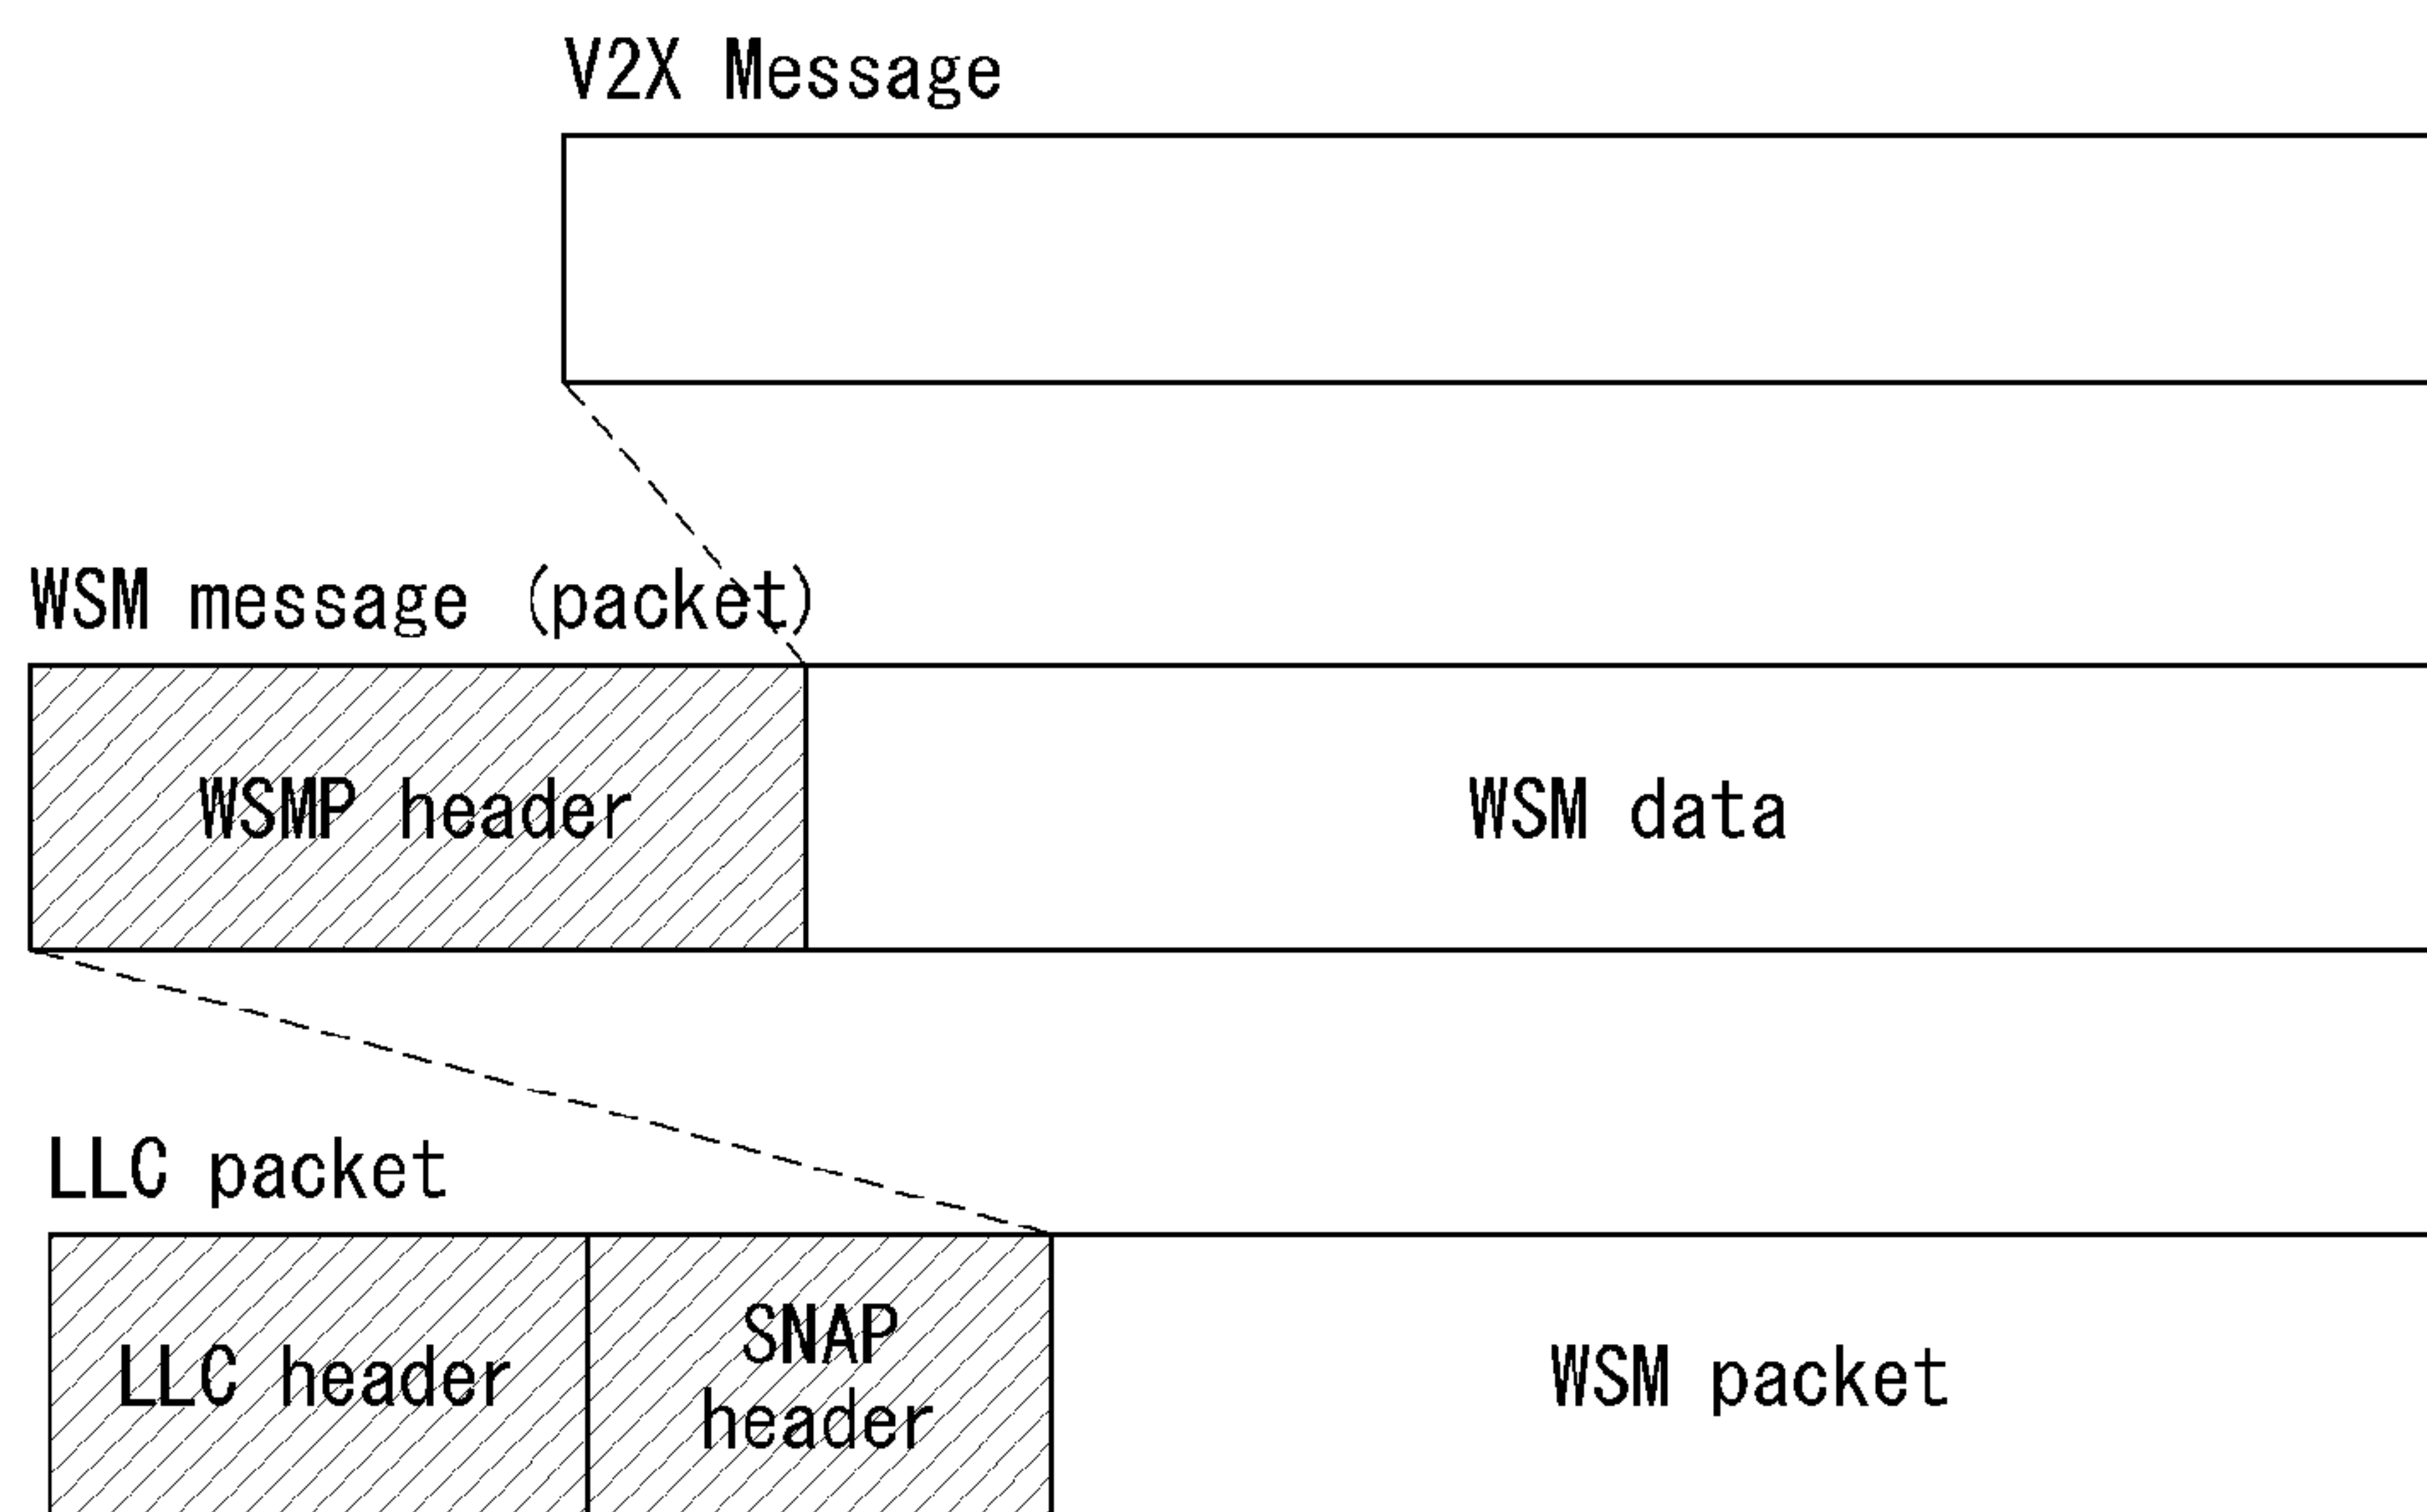 V2X Message
WSM message (packet)
WSMP header
WSM data
LLC packet
LLC header
SNAP
header
WSM packet